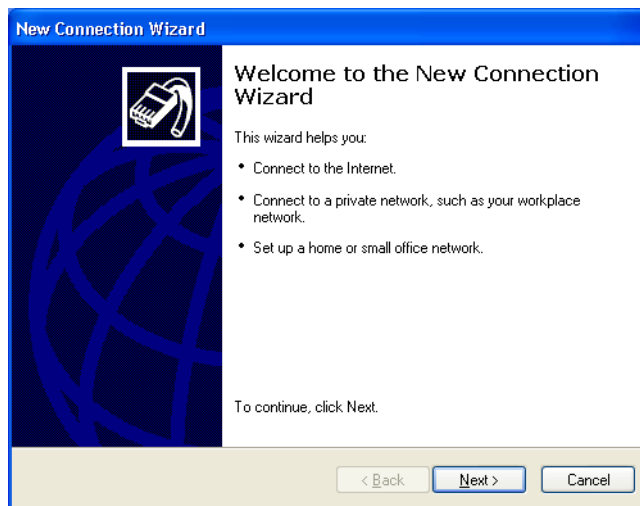 New Connection Wizard
Welcome to the New Connection
Wizard
This wizard helps you:
• Connect to the Internet.
• Connect to a private network, such as your workplace
network.
• Set up a home or small office network.
To continue, click Next.
< Back
Next >
Cancel